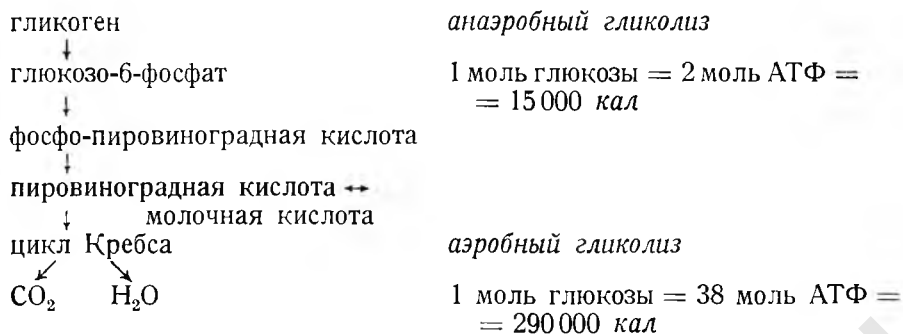 гликоген
анаэробный гликолиз
↓
глюкозо-6-фосфат
1 моль глюкозы = 2 моль АТФ =
= 15 000 кал
↓
фосфо-пировиноградная кислота
↓
пировиноградная кислота ↔
↓ молочная кислота
цикл Кребса
аэробный гликолиз
↙ ↘
CO₂ H₂O
1 моль глюкозы = 38 моль АТФ =
= 290 000 кал